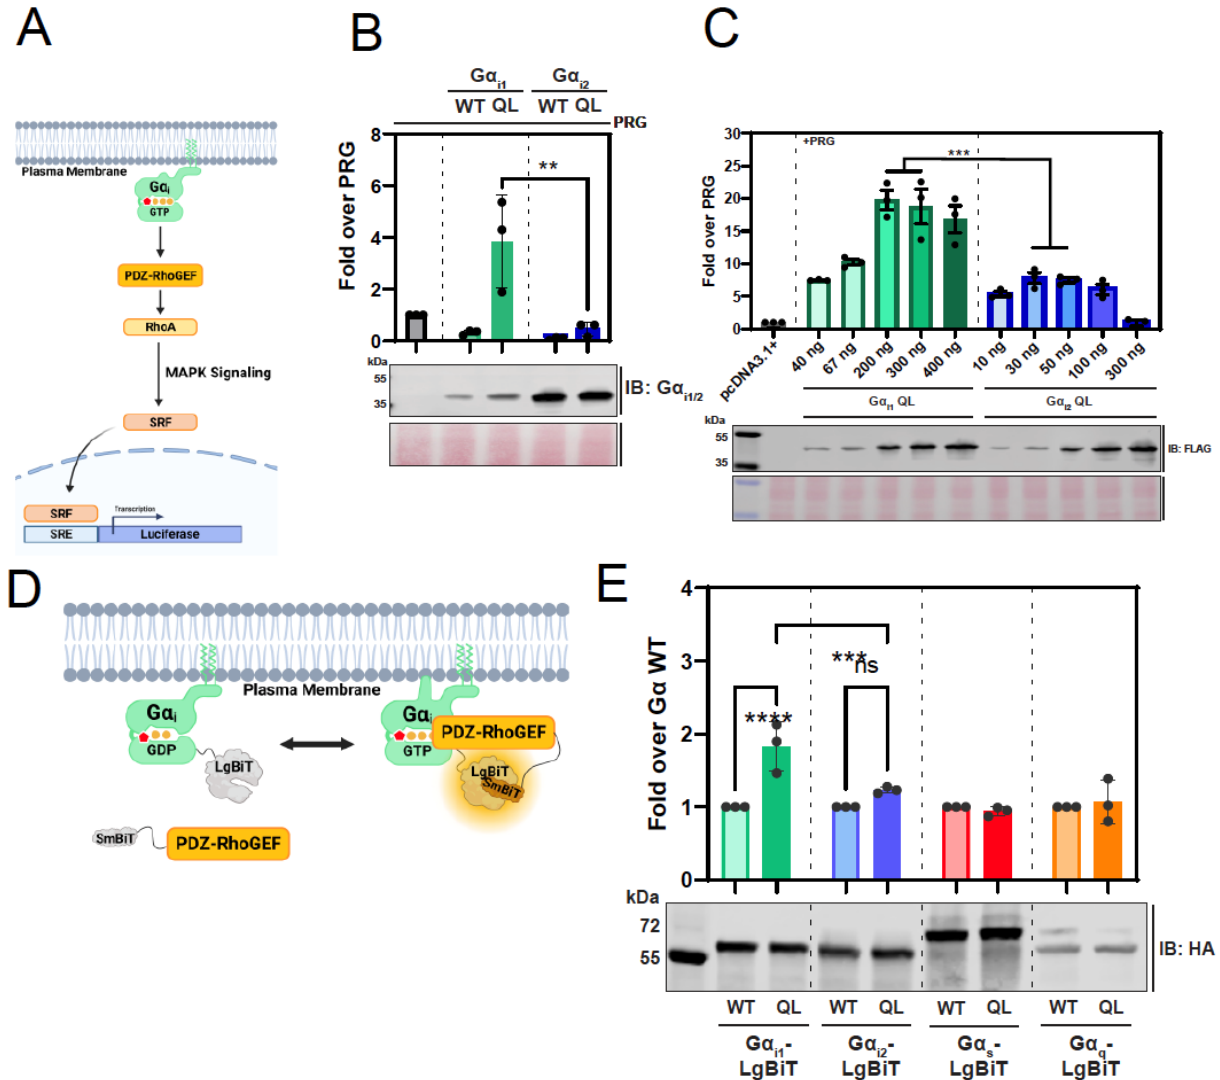 A
Plasma Membrane
Gαi
GTP
PDZ-RhoGEF
RhoA
MAPK Signaling
SRF
SRF
Transcription
SRE
Luciferase
B
Gαi1
Gαi2
WT QL
WT QL
PRG
Fold over PRG
8
6
4
2
0
**
kDa
55
35
IB: Gαi1/2
C
Fold over PRG
30
25
20
15
10
5
0
+PRG
***
pcDNA3.1+
40 ng
67 ng
200 ng
300 ng
400 ng
10 ng
30 ng
50 ng
100 ng
300 ng
Gαi1 QL
Gαi2 QL
kDa
55
35
IB: FLAG
D
Plasma Membrane
Gαi
GDP
LgBiT
SmBiT
PDZ-RhoGEF
Gαi
GTP
PDZ-RhoGEF
LgBiT
SmBiT
E
Fold over Gα WT
4
3
2
1
0
****
***
ns
kDa
72
55
IB: HA
WT QL
WT QL
WT QL
WT QL
Gαi1-
LgBiT
Gαi2-
LgBiT
Gαs-
LgBiT
Gαq-
LgBiT